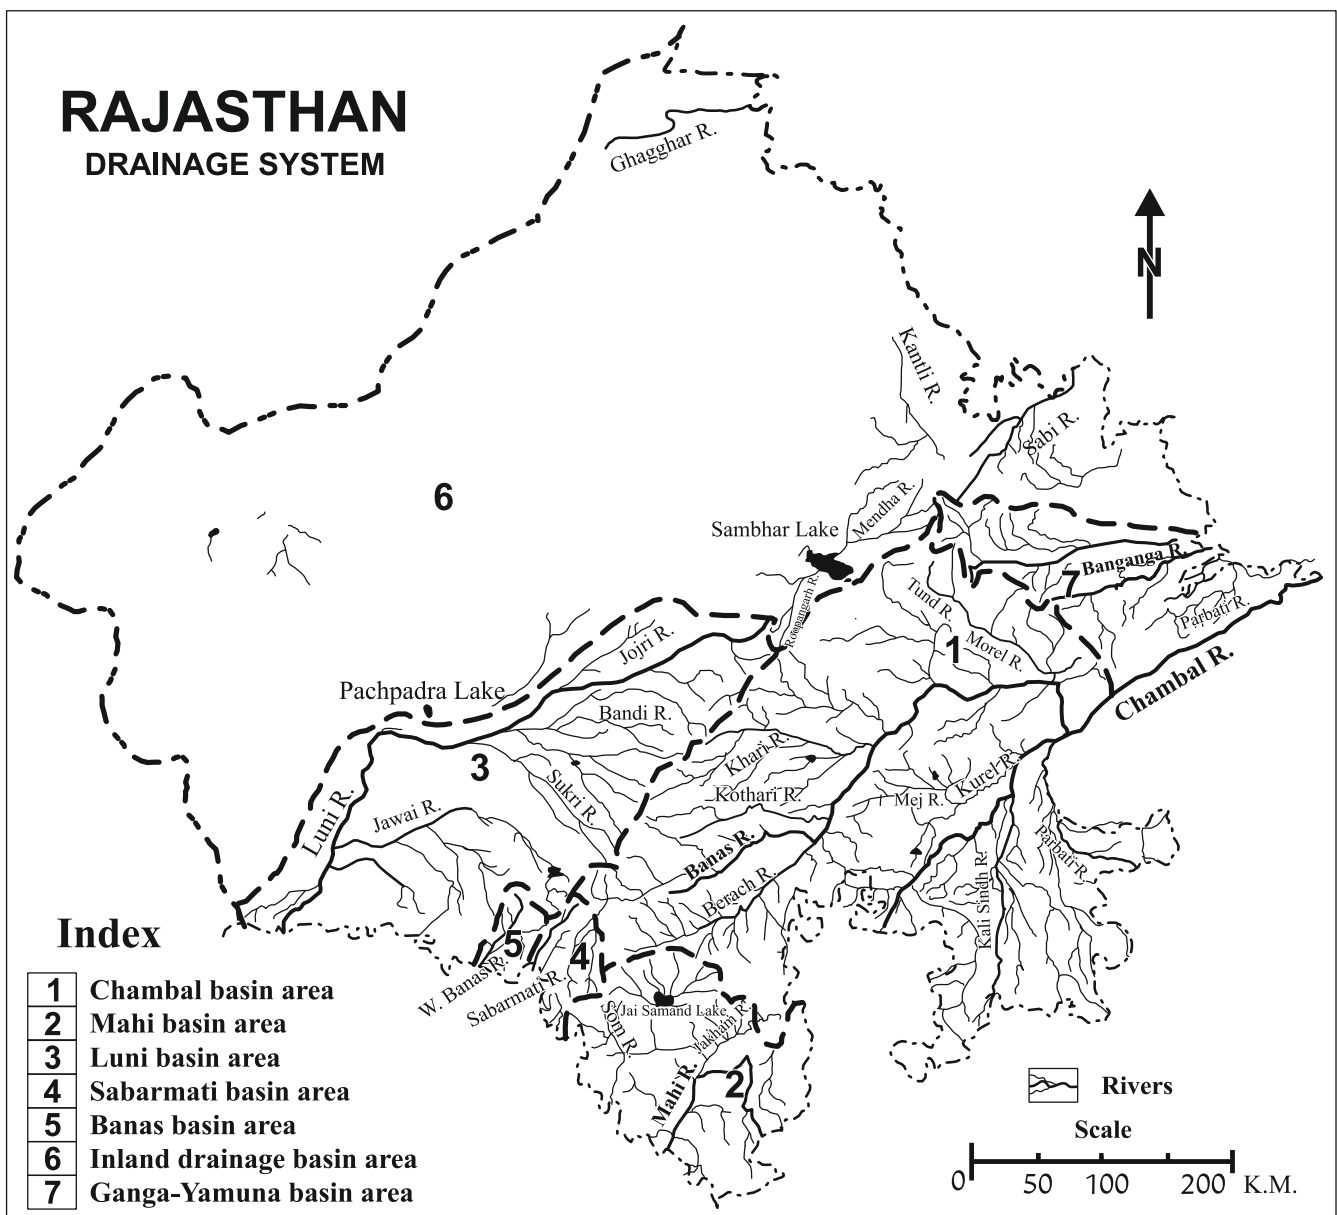 RAJASTHAN
DRAINAGE SYSTEM
Ghagghar R.
N
Kantli R.
Sabi R.
6
Mendha R.
Sambhar Lake
Banganga R.
7
Roopangarh R.
Tund R.
Parbati R.
Jojri R.
1
Morel R.
Chambal R.
Pachpadra Lake
Bandi R.
3
Khari R.
Sukri R.
Kothari R.
Mej R.
Kurel R.
Luni R.
Jawai R.
Banas R.
Berach R.
Parbati R.
Kali Sindh R.
5
4
W. Banas R.
Sabarmati R.
Som R.
Jai Samand Lake
Jakham R.
Mahi R.
2
Index
1 Chambal basin area
2 Mahi basin area
3 Luni basin area
4 Sabarmati basin area
5 Banas basin area
6 Inland drainage basin area
7 Ganga-Yamuna basin area
Rivers
Scale
0 50 100 200 K.M.